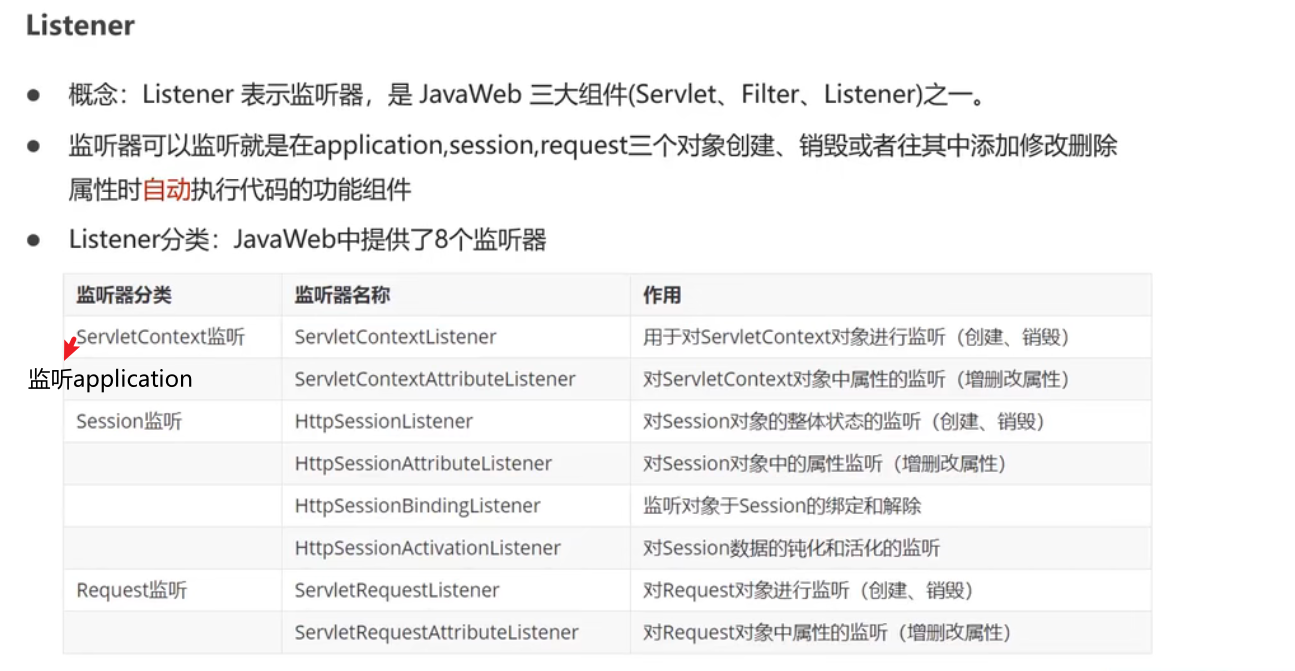 Listener
● 概念：Listener 表示监听器，是 JavaWeb 三大组件(Servlet、Filter、Listener)之一。
● 监听器可以监听就是在application,session,request三个对象创建、销毁或者往其中添加修改删除
属性时自动执行代码的功能组件
● Listener分类：JavaWeb中提供了8个监听器
监听器分类 监听器名称 作用
ServletContext监听 ServletContextListener 用于对ServletContext对象进行监听（创建、销毁）
监听application ServletContextAttributeListener 对ServletContext对象中属性的监听（增删改属性）
Session监听 HttpSessionListener 对Session对象的整体状态的监听（创建、销毁）
HttpSessionAttributeListener 对Session对象中的属性监听（增删改属性）
HttpSessionBindingListener 监听对象于Session的绑定和解除
HttpSessionActivationListener 对Session数据的钝化和活化的监听
Request监听 ServletRequestListener 对Request对象进行监听（创建、销毁）
ServletRequestAttributeListener 对Request对象中属性的监听（增删改属性）